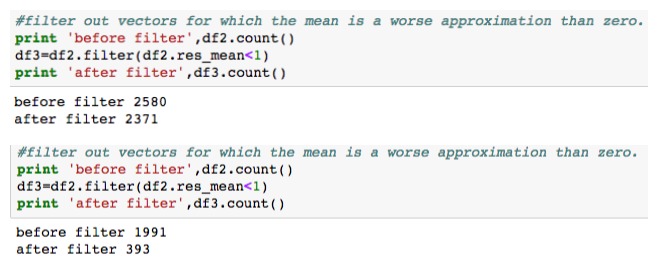 #filter out vectors for which the mean is a worse approximation than zero.
print 'before filter',df2.count()
df3=df2.filter(df2.res_mean<1)
print 'after filter',df3.count()
before filter 2580
after filter 2371
#filter out vectors for which the mean is a worse approximation than zero.
print 'before filter',df2.count()
df3=df2.filter(df2.res_mean<1)
print 'after filter',df3.count()
before filter 1991
after filter 393